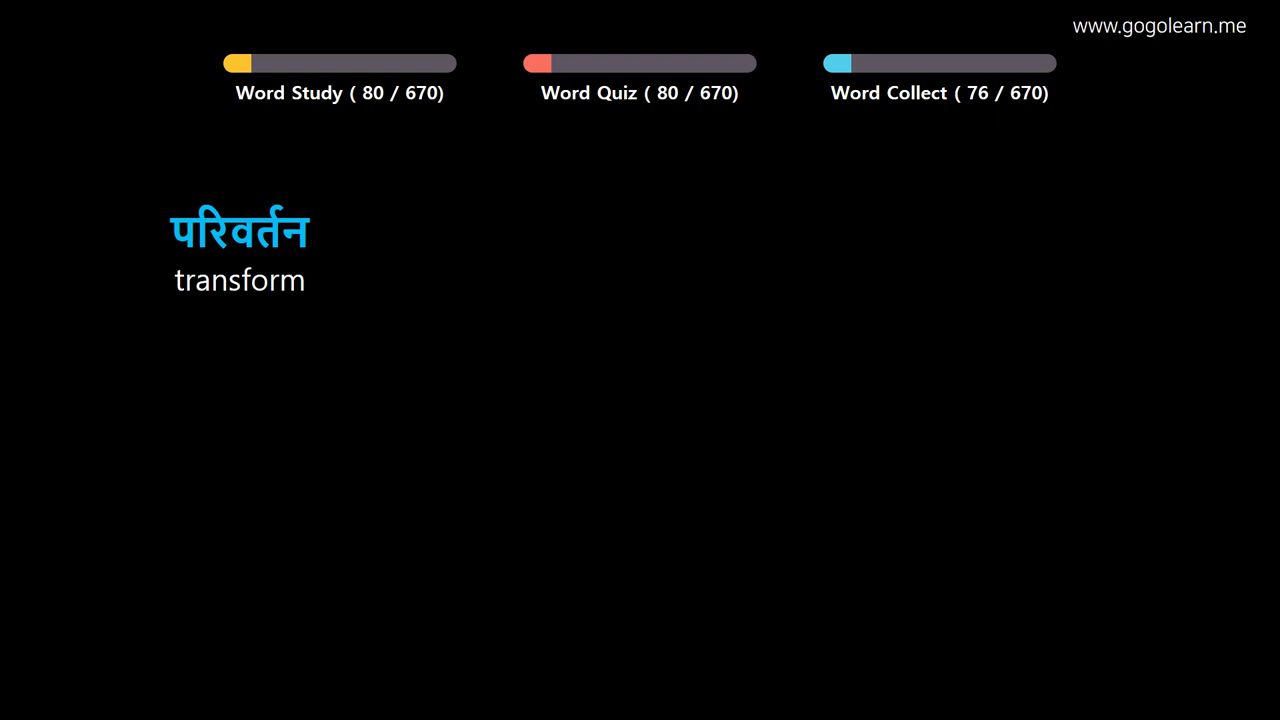 www.gogolearn.me
Word Study ( 80 / 670)
Word Quiz ( 80 / 670)
Word Collect ( 76 / 670)
परिवर्तन
transform